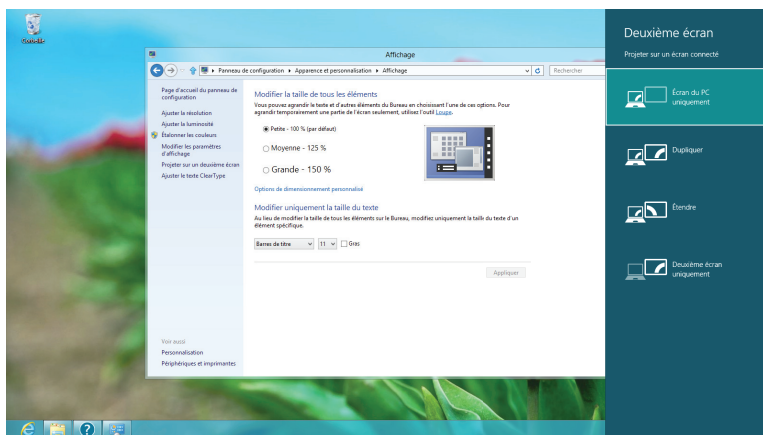 Corbeille
Affichage
Panneau de configuration
Apparence et personnalisation
Affichage
Rechercher
Page d'accueil du panneau de
configuration
Ajuster la résolution
Ajuster la luminosité
Étalonner les couleurs
Modifier les paramètres
d'affichage
Projeter sur un deuxième écran
Ajuster le texte ClearType
Voir aussi
Personnalisation
Périphériques et imprimantes
Modifier la taille de tous les éléments
Vous pouvez agrandir le texte et d'autres éléments du Bureau en choisissant l'une de ces options. Pour
agrandir temporairement une partie de l'écran seulement, utilisez l'outil Loupe.
Petite - 100 % (par défaut)
Moyenne - 125 %
Grande - 150 %
Options de dimensionnement personnalisé
Modifier uniquement la taille du texte
Au lieu de modifier la taille de tous les éléments sur le Bureau, modifiez uniquement la taille du texte d'un
élément spécifique.
Barres de titre 11 Gras
Appliquer
Deuxième écran
Projeter sur un écran connecté
Écran du PC
uniquement
Dupliquer
Étendre
Deuxième écran
uniquement